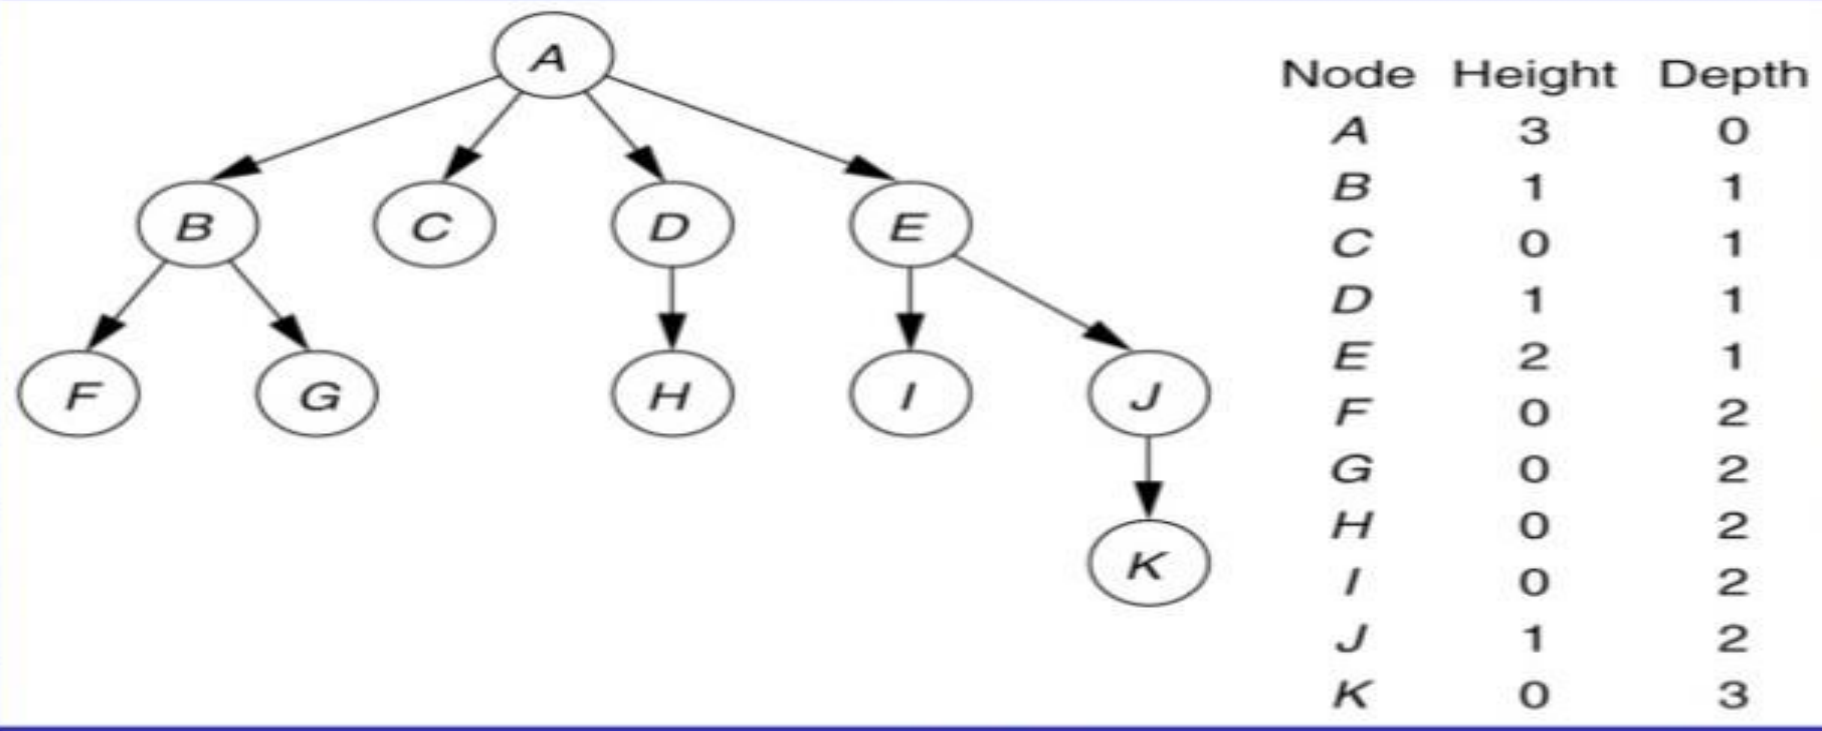 A
B C D E
F G H I J
K
Node Height Depth
A 3 0
B 1 1
C 0 1
D 1 1
E 2 1
F 0 2
G 0 2
H 0 2
I 0 2
J 1 2
K 0 3